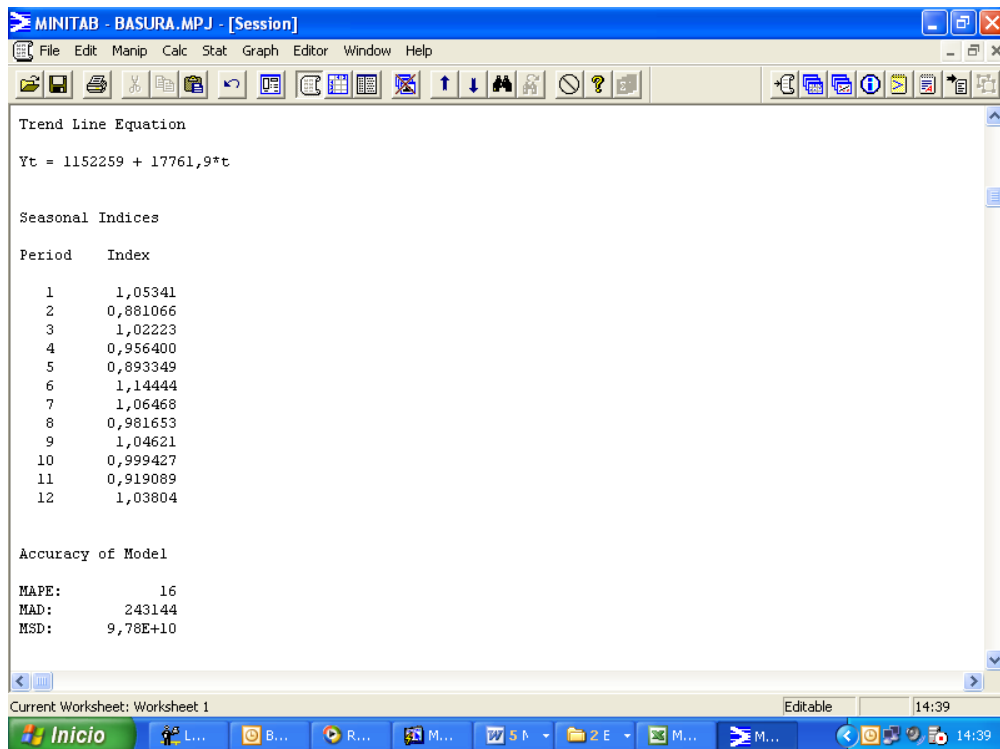 MINITAB - BASURA.MPJ - [Session]
File Edit Manip Calc Stat Graph Editor Window Help
Trend Line Equation
Yt = 1152259 + 17761,9*t
Seasonal Indices
Period Index
1 1,05341
2 0,881066
3 1,02223
4 0,956400
5 0,893349
6 1,14444
7 1,06468
8 0,981653
9 1,04621
10 0,999427
11 0,919089
12 1,03804
Accuracy of Model
MAPE: 16
MAD: 243144
MSD: 9,78E+10
Current Worksheet: Worksheet 1 Editable 14:39
Inicio L... B... R... M... 5 N 2 E M... M... 14:39